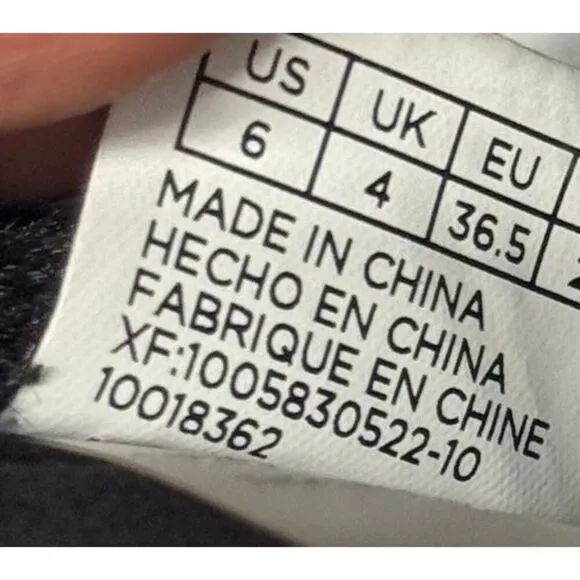 US UK EU
6 4 36.5
MADE IN CHINA
HECHO EN CHINA
FABRIQUE EN CHINE
XF:1005830522-10
10018362